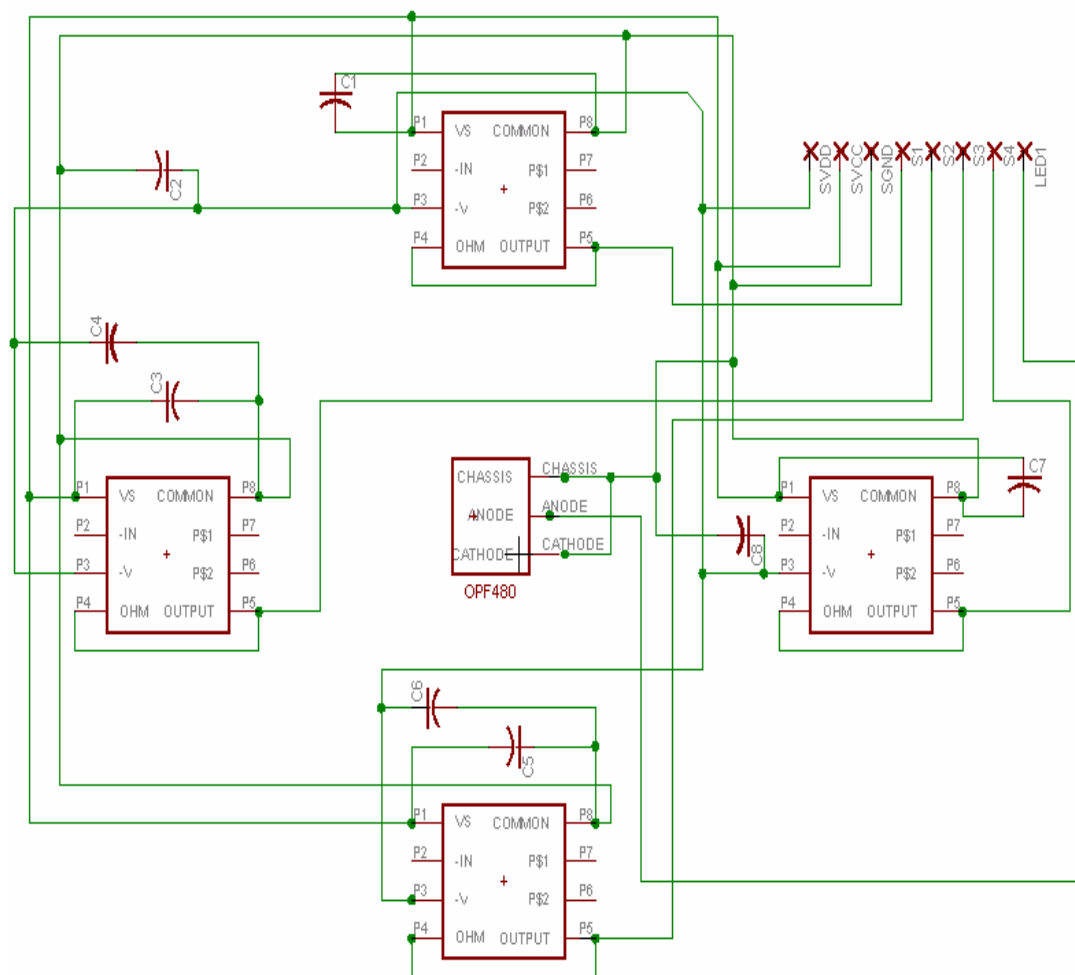 C1
P1 VS COMMON P8
P2 -IN P$1 P7
P3 -V P$2 P6
P4 OHM OUTPUT P5
C2
SVDD
SVCC
SGND
S1
S2
S3
S4
LED1
C4
C3
P1 VS COMMON P8
P2 -IN P$1 P7
P3 -V P$2 P6
P4 OHM OUTPUT P5
CHASSIS CHASSIS
ANODE ANODE
CATHODE CATHODE
OPF480
C7
C8
P1 VS COMMON P8
P2 -IN P$1 P7
P3 -V P$2 P6
P4 OHM OUTPUT P5
C6
C5
P1 VS COMMON P8
P2 -IN P$1 P7
P3 -V P$2 P6
P4 OHM OUTPUT P5